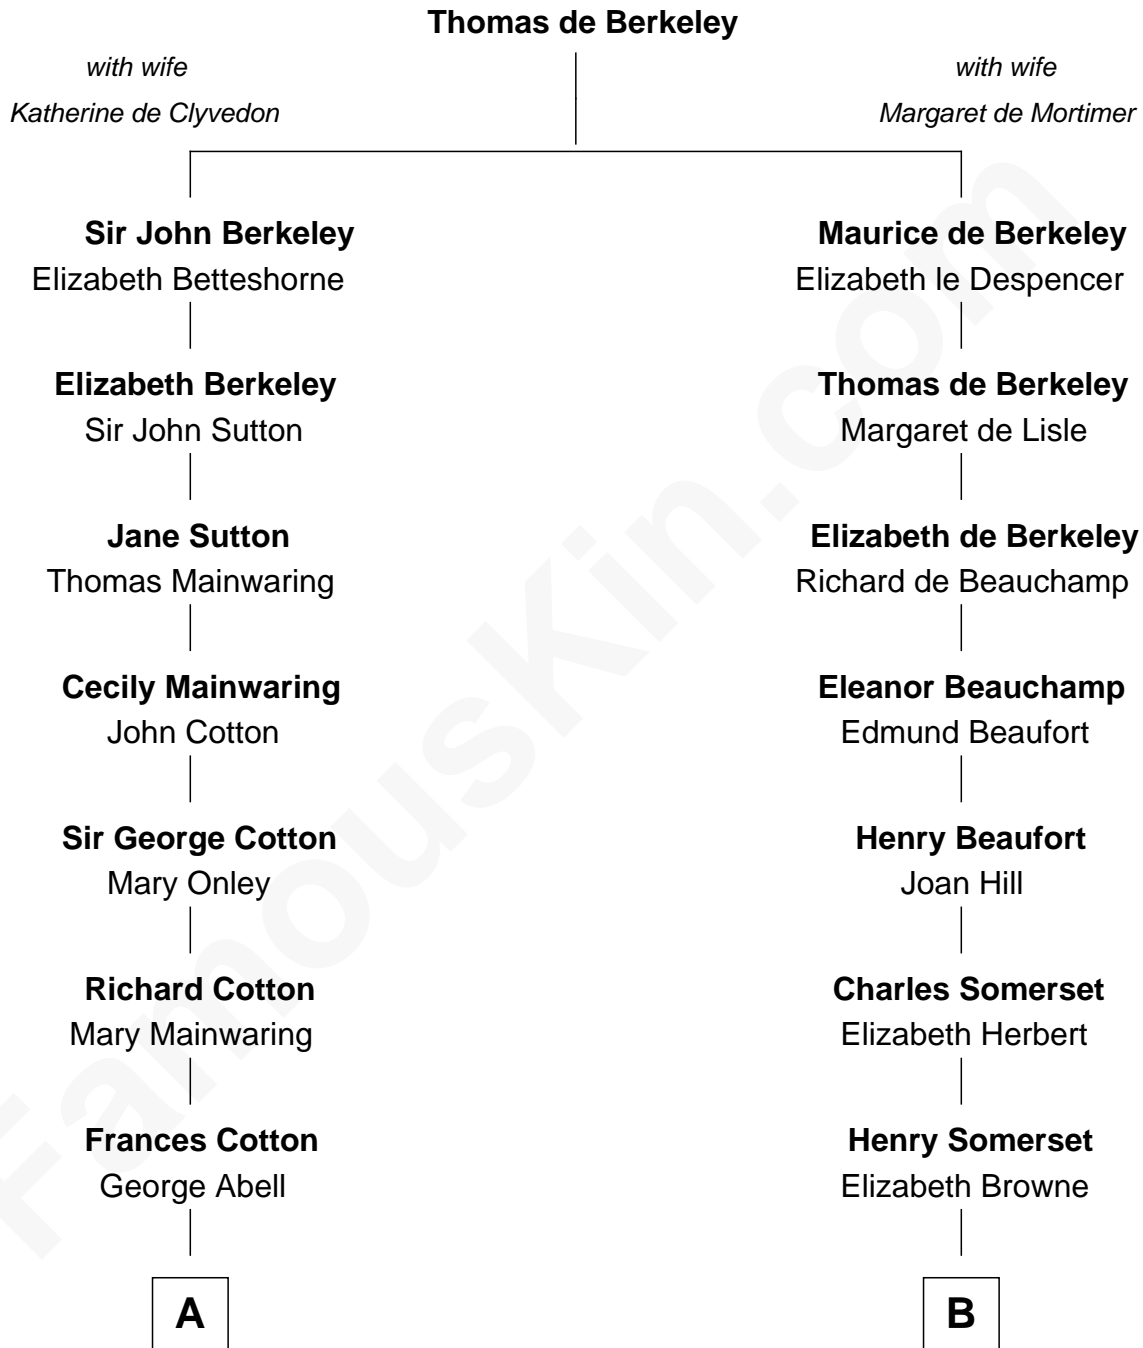 Thomas de Berkeley
with wife
Katherine de Clyvedon
with wife
Margaret de Mortimer
Sir John Berkeley
Elizabeth Betteshorne
Maurice de Berkeley
Elizabeth le Despencer
Elizabeth Berkeley
Sir John Sutton
Thomas de Berkeley
Margaret de Lisle
Jane Sutton
Thomas Mainwaring
Elizabeth de Berkeley
Richard de Beauchamp
Cecily Mainwaring
John Cotton
Eleanor Beauchamp
Edmund Beaufort
Sir George Cotton
Mary Onley
Henry Beaufort
Joan Hill
Richard Cotton
Mary Mainwaring
Charles Somerset
Elizabeth Herbert
Frances Cotton
George Abell
Henry Somerset
Elizabeth Browne
A
B
FamousKin.com